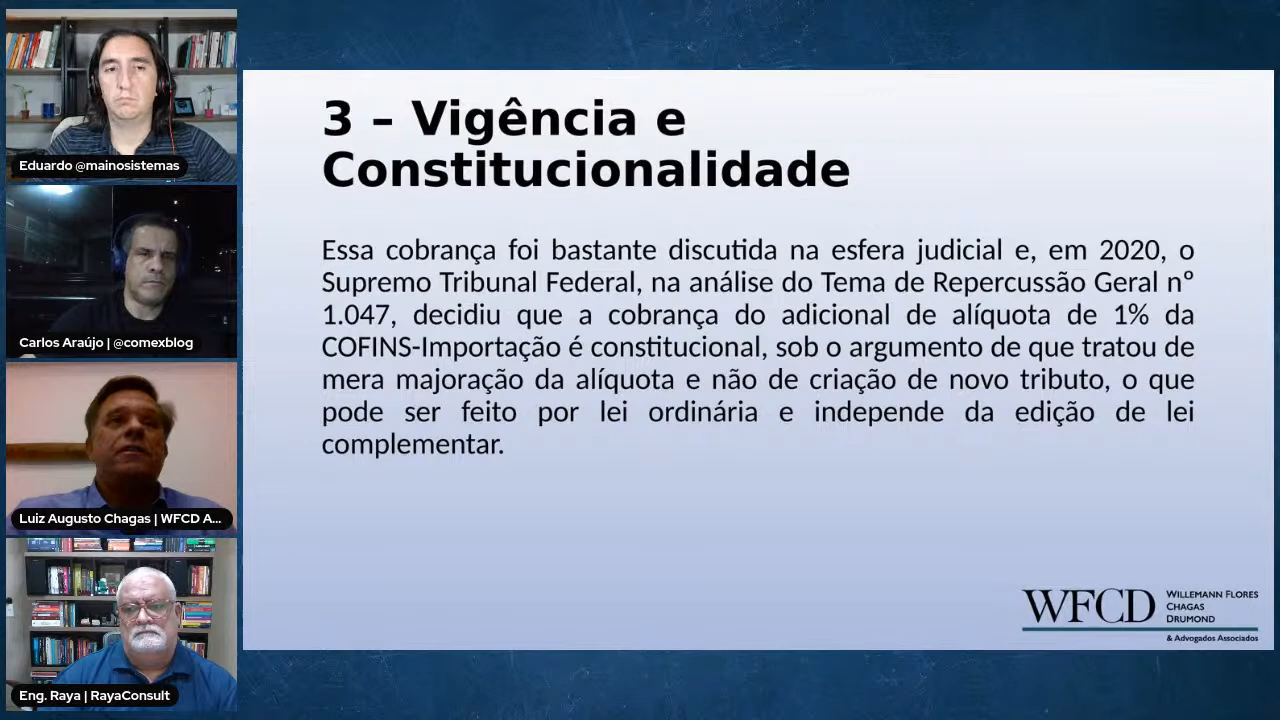 Eduardo @mainosistemas
Carlos Araújo | @comexblog
Luiz Augusto Chagas | WFCD A...
Eng. Raya | RayaConsult
3 – Vigência e
Constitucionalidade
Essa cobrança foi bastante discutida na esfera judicial e, em 2020, o
Supremo Tribunal Federal, na análise do Tema de Repercussão Geral nº
1.047, decidiu que a cobrança do adicional de alíquota de 1% da
COFINS-Importação é constitucional, sob o argumento de que tratou de
mera majoração da alíquota e não de criação de novo tributo, o que
pode ser feito por lei ordinária e independe da edição de lei
complementar.
WFCD
WILLEMANN FLORES
CHAGAS
DRUMOND
& Advogados Associados